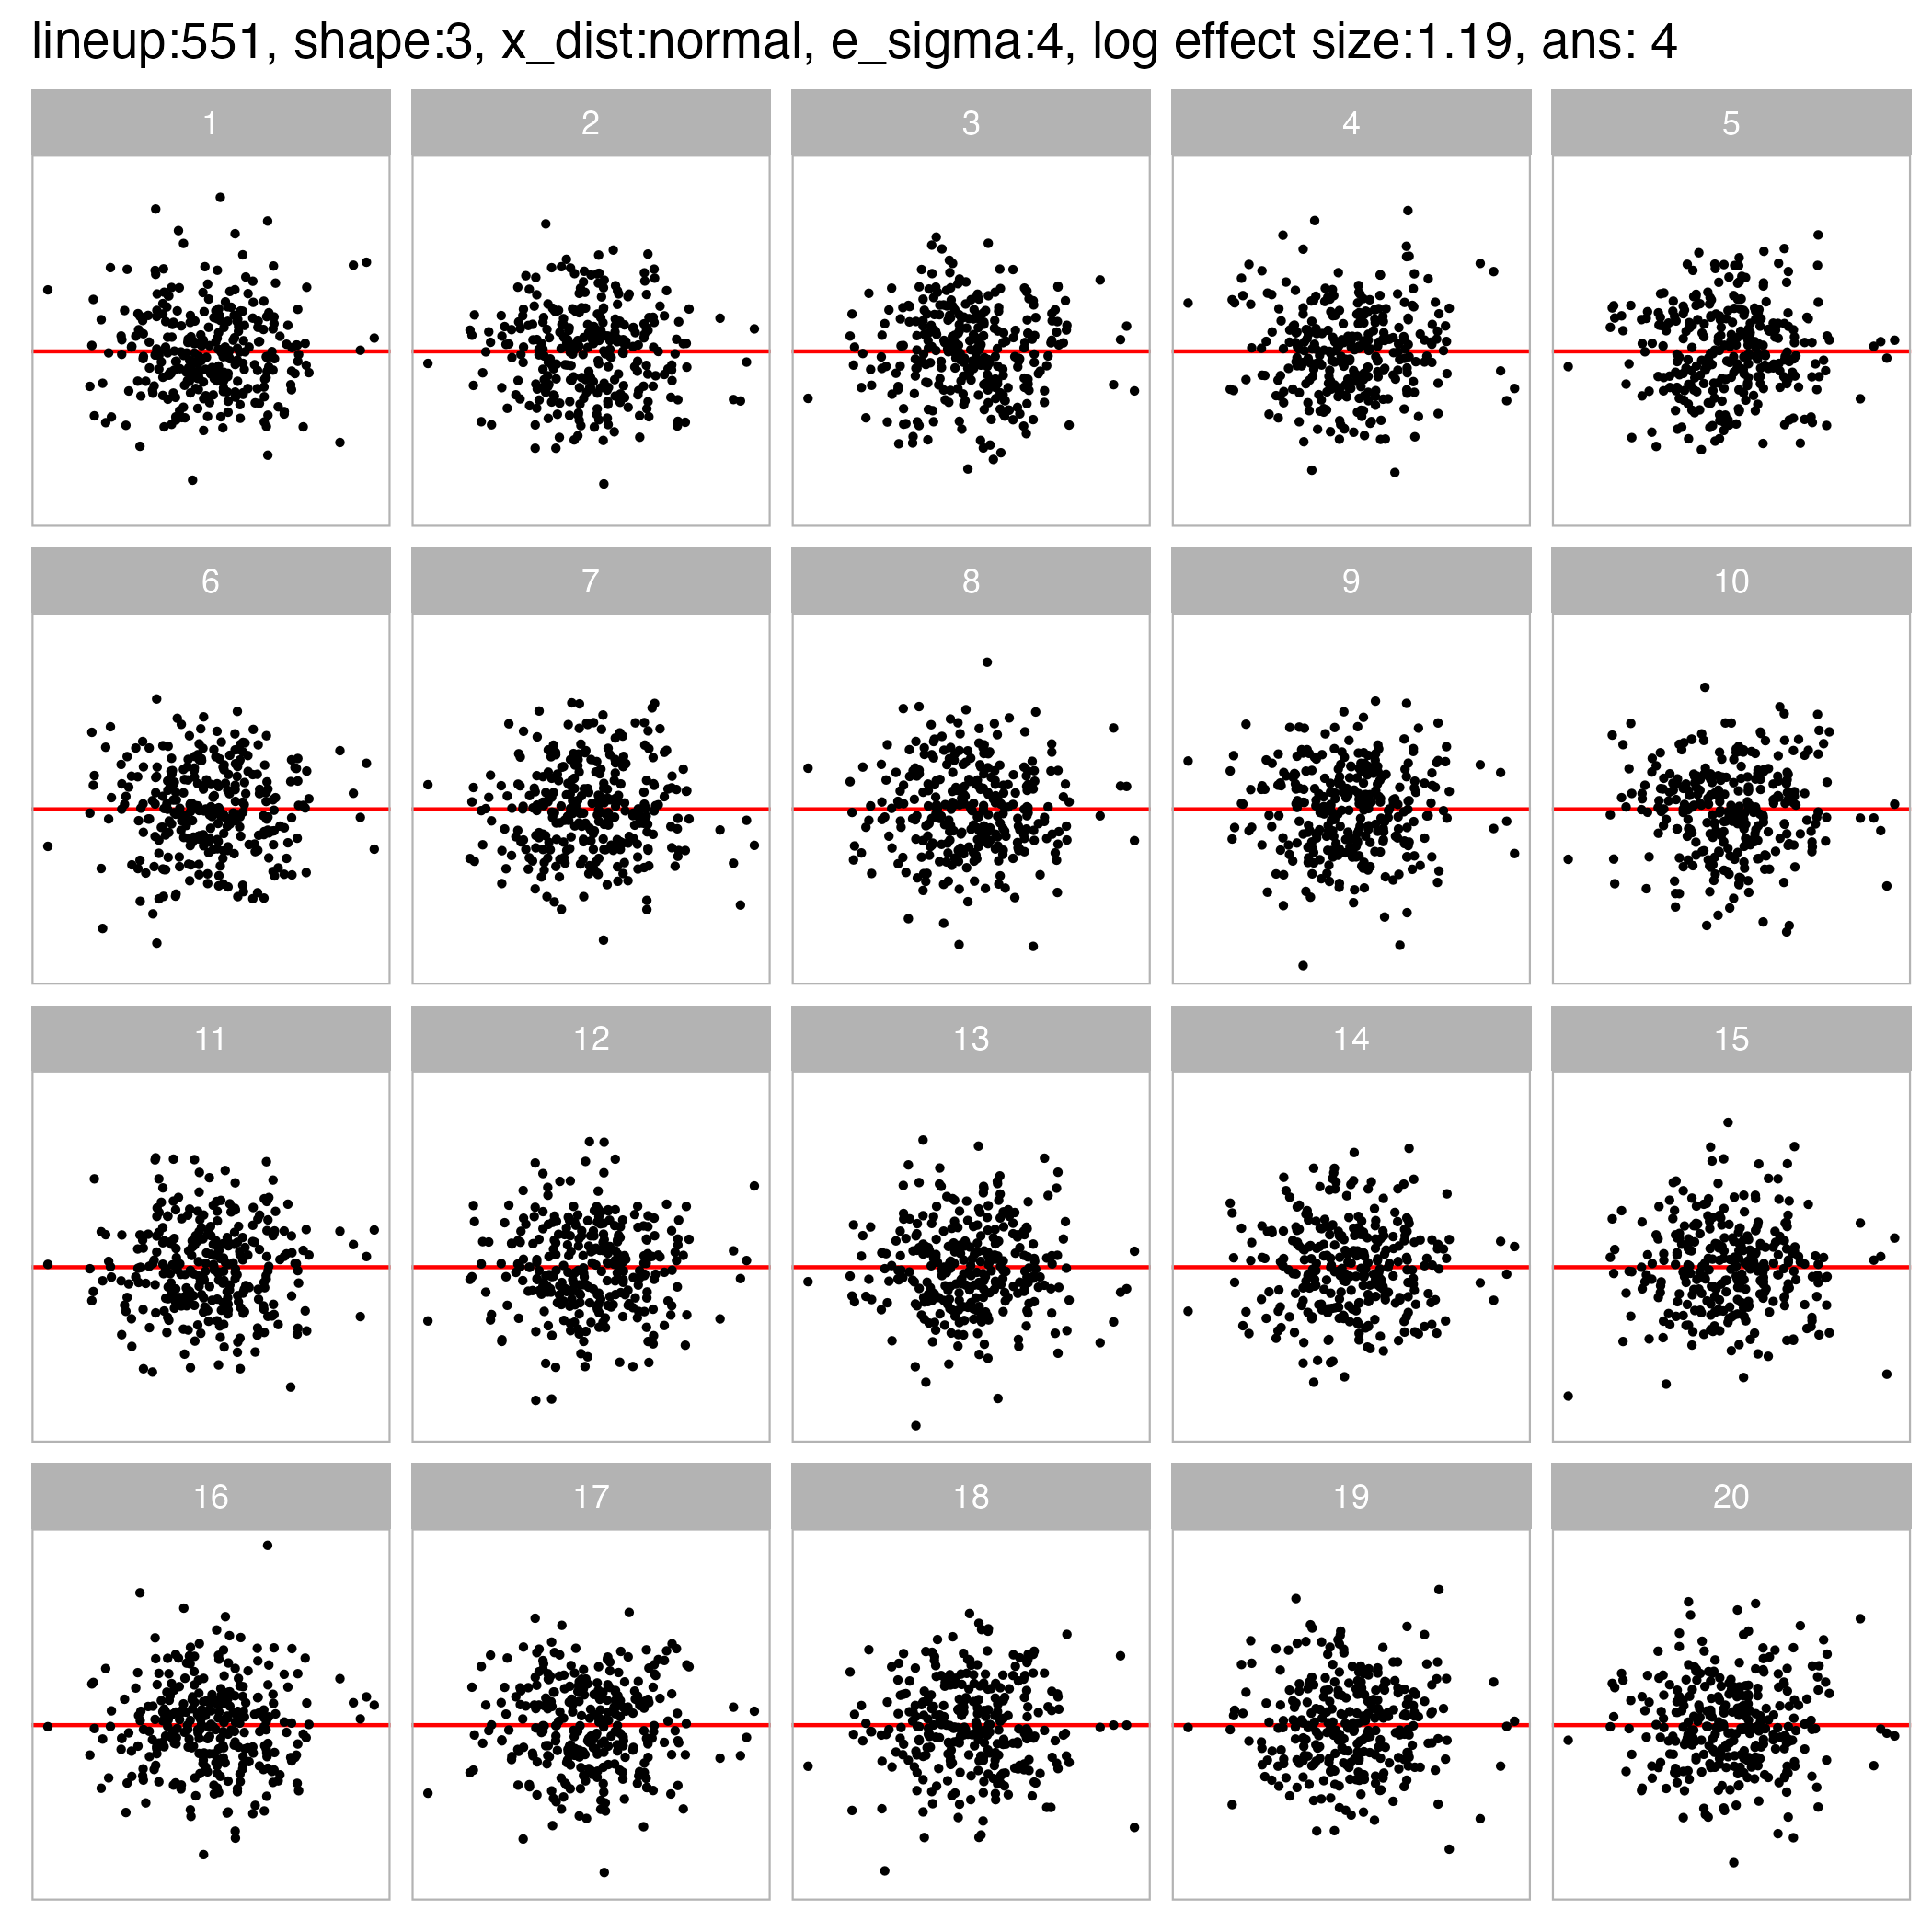 lineup:551, shape:3, x_dist:normal, e_sigma:4, log effect size:1.19, ans: 4
1 2 3 4 5
6 7 8 9 10
11 12 13 14 15
16 17 18 19 20